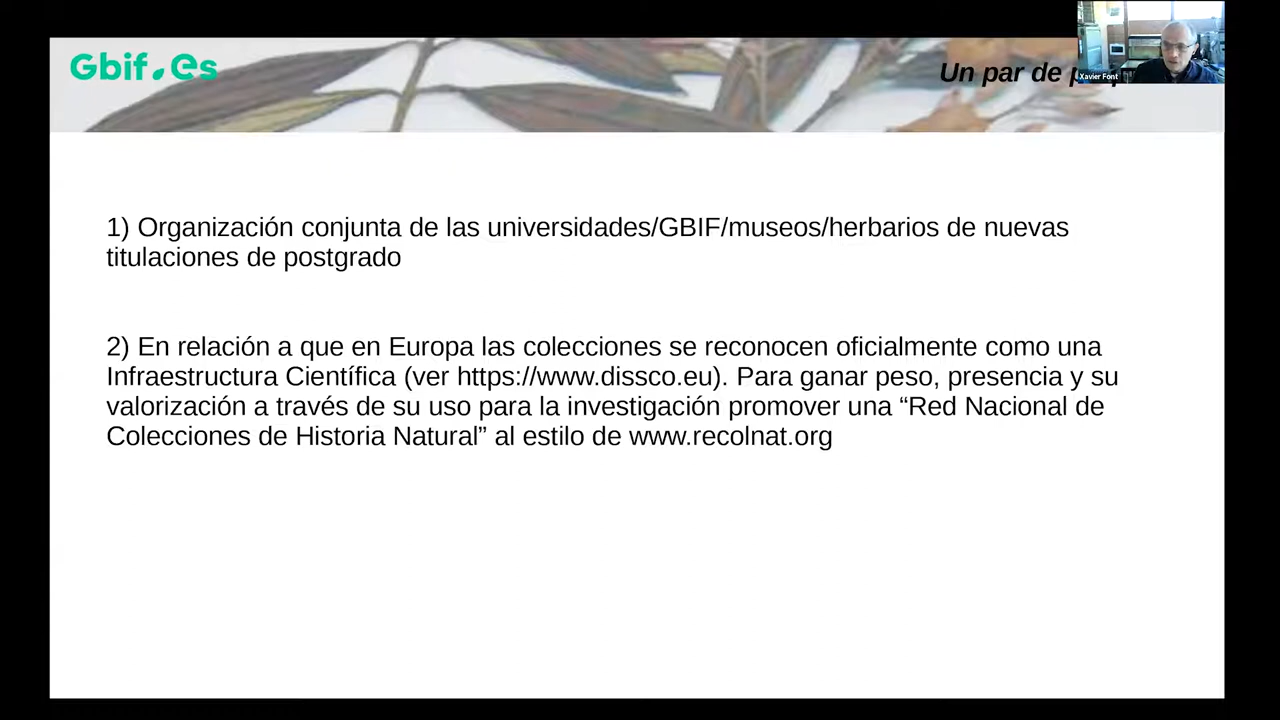 Gbif.es
Un par de
Xavier Font
1) Organización conjunta de las universidades/GBIF/museos/herbarios de nuevas
titulaciones de postgrado
2) En relación a que en Europa las colecciones se reconocen oficialmente como una
Infraestructura Científica (ver https://www.dissco.eu). Para ganar peso, presencia y su
valorización a través de su uso para la investigación promover una “Red Nacional de
Colecciones de Historia Natural” al estilo de www.recolnat.org